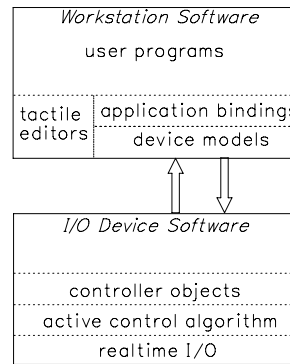 Workstation Software
user programs
tactile
editors
application bindings
device models
I/O Device Software
controller objects
active control algorithm
realtime I/O